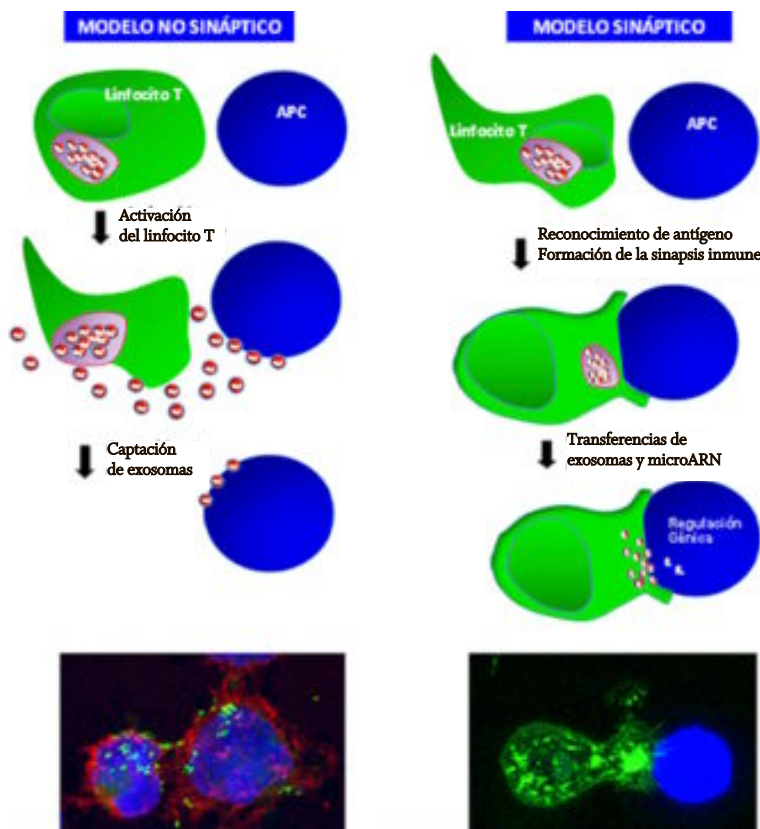 MODELO NO SINÁPTICO
Linfocito T
APC
Activación
del linfocito T
Captación
de exosomas
MODELO SINÁPTICO
Linfocito T
APC
Reconocimiento de antígeno
Formación de la sinapsis inmune
Transferencias de
exosomas y microARN
Regulación
Génica